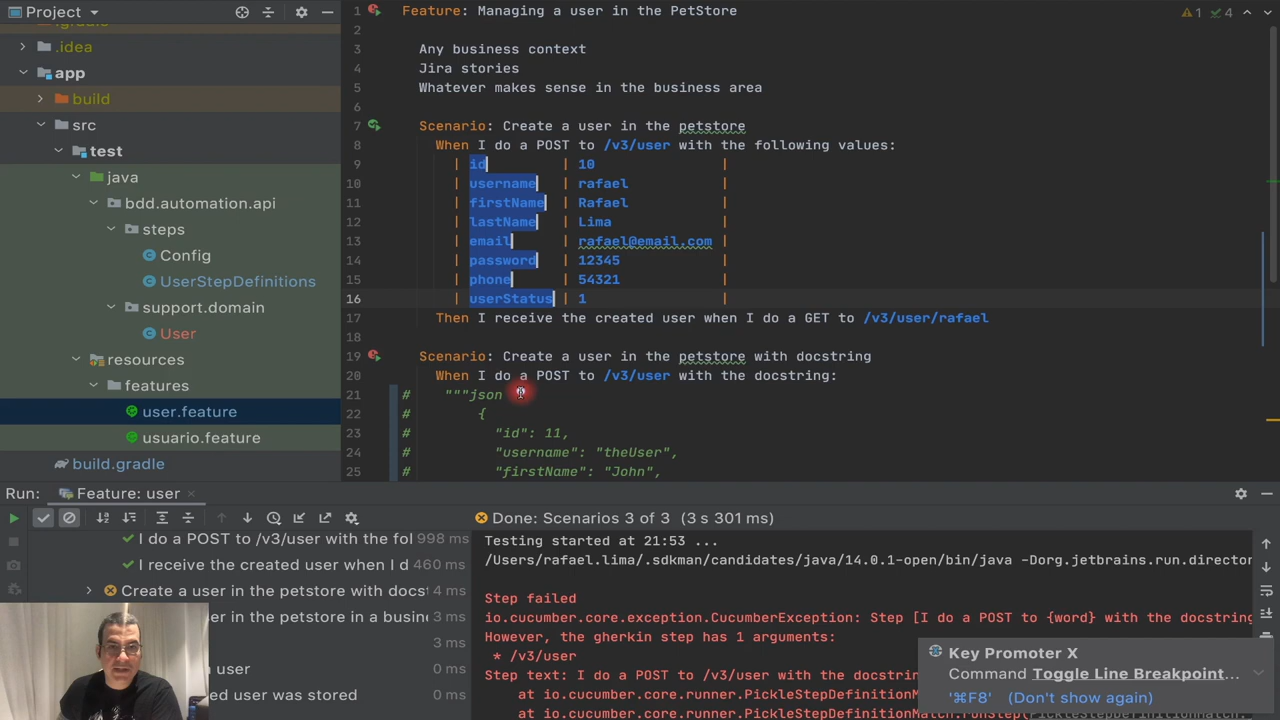 Project
.gradle
.idea
app
build
src
test
java
bdd.automation.api
steps
Config
UserStepDefinitions
support.domain
User
resources
features
user.feature
usuario.feature
build.gradle
1 Feature: Managing a user in the PetStore
2
3 Any business context
4 Jira stories
5 Whatever makes sense in the business area
6
7 Scenario: Create a user in the petstore
8 When I do a POST to /v3/user with the following values:
9 | id | 10 |
10 | username | rafael |
11 | firstName | Rafael |
12 | lastName | Lima |
13 | email | rafael@email.com |
14 | password | 12345 |
15 | phone | 54321 |
16 | userStatus | 1 |
17 Then I receive the created user when I do a GET to /v3/user/rafael
18
19 Scenario: Create a user in the petstore with docstring
20 When I do a POST to /v3/user with the docstring:
21 # """json
22 # {
23 # "id": 11,
24 # "username": "theUser",
25 # "firstName": "John",
1 4
Run: Feature: user
Done: Scenarios 3 of 3 (3 s 301 ms)
I do a POST to /v3/user with the fol 998 ms
I receive the created user when I d 460 ms
Create a user in the petstore with docst 590 ms
er in the petstore in a busine
3 ms
user 0 ms
ed user was stored 0 ms
Testing started at 21:53 ...
/Users/rafael.lima/.sdkman/candidates/java/14.0.1-open/bin/java -Dorg.jetbrains.run.director
Step failed
io.cucumber.core.exception.CucumberException: Step [I do a POST to {word} with the docstring
However, the gherkin step has 1 arguments:
* /v3/user
Step text: I do a POST to /v3/user with the docstrin
at io.cucumber.core.runner.PickleStepDefinitionM
at io.cucumber.core.runner.PickleStepDefinitionM
Key Promoter X
Command Toggle Line Breakpoint...
'⌘F8' (Don't show again)